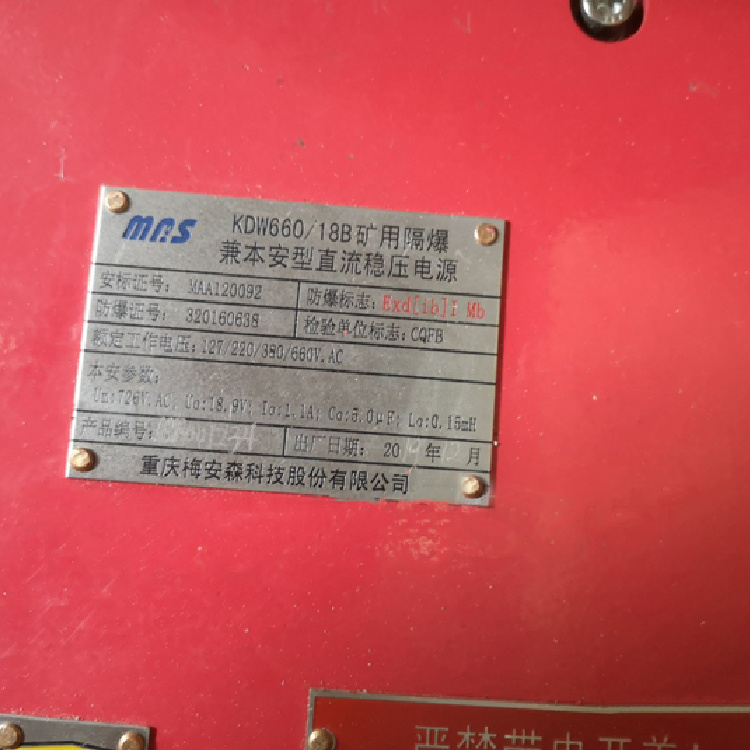 MAS
KDW660/18B矿用隔爆
兼本安型直流稳压电源
安标证号：MAA120092
防爆标志：Exd[ib]I Mb
防爆证号：320160638
检验单位标志：CQFB
额定工作电压：127/220/380/660V.AC
本安参数：
Um:726V.AC; Uo:18.9V; Io:1.1A; Co:5.0μF; Lo:0.15mH
产品编号：
出厂日期：20 年 月
重庆梅安森科技股份有限公司
严禁带电开盖